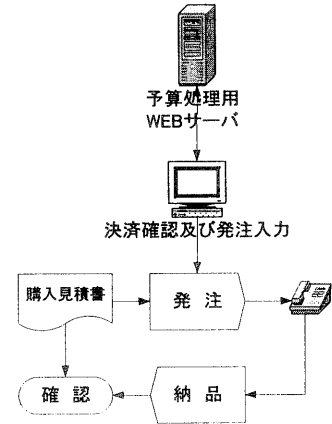 予算処理用
WEBサーバ
決済確認及び発注入力
購入見積書
発 注
確 認
納 品